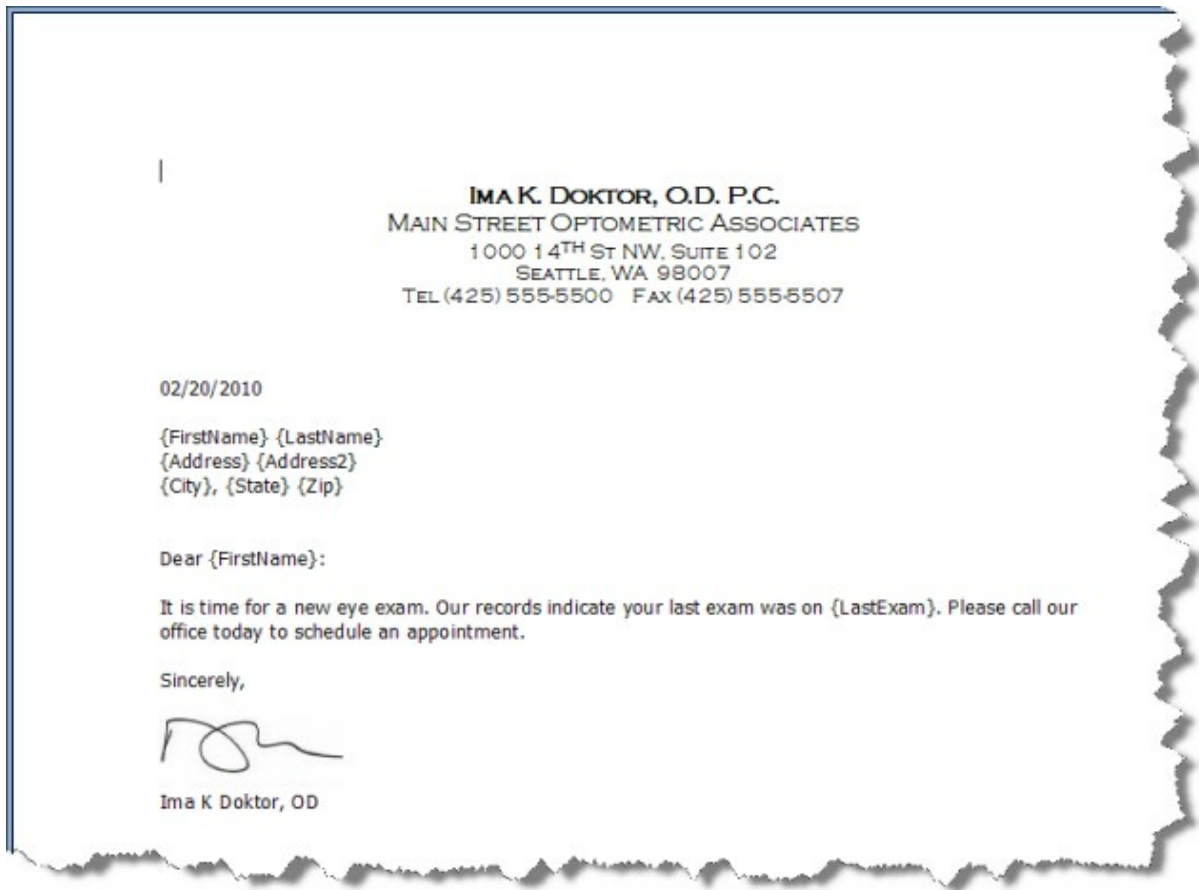 IMA K. DOKTOR, O.D. P.C.
MAIN STREET OPTOMETRIC ASSOCIATES
1000 14TH ST NW, SUITE 102
SEATTLE, WA 98007
TEL (425) 555-5500 FAX (425) 555-5507
02/20/2010
{FirstName} {LastName}
{Address} {Address2}
{City}, {State} {Zip}
Dear {FirstName}:
It is time for a new eye exam. Our records indicate your last exam was on {LastExam}. Please call our
office today to schedule an appointment.
Sincerely,
Ima K Doktor, OD